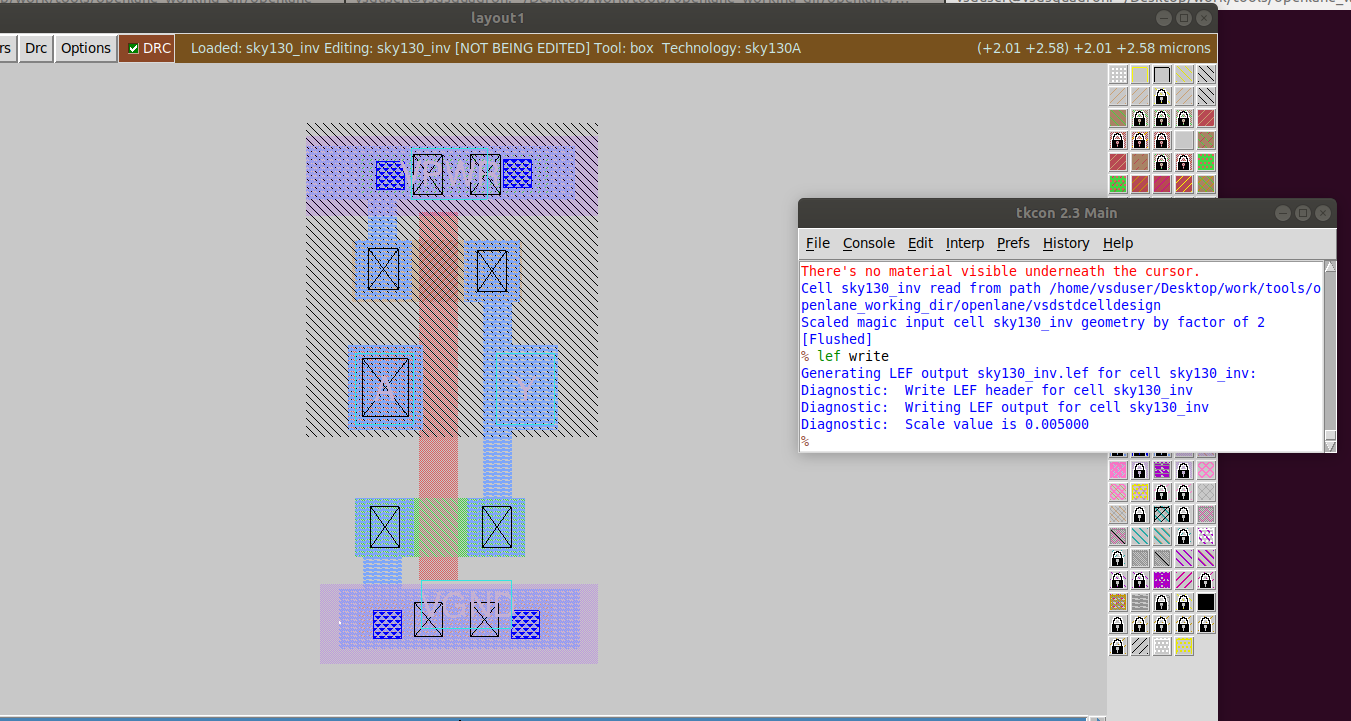 layout1
rs Drc Options DRC Loaded: sky130_inv Editing: sky130_inv [NOT BEING EDITED] Tool: box Technology: sky130A (+2.01 +2.58) +2.01 +2.58 microns
VPWR
A
Y
VGND
tkcon 2.3 Main
File Console Edit Interp Prefs History Help
There's no material visible underneath the cursor.
Cell sky130_inv read from path /home/vsduser/Desktop/work/tools/o
penlane_working_dir/openlane/vsdstdcelldesign
Scaled magic input cell sky130_inv geometry by factor of 2
[Flushed]
% lef write
Generating LEF output sky130_inv.lef for cell sky130_inv:
Diagnostic:  Write LEF header for cell sky130_inv
Diagnostic:  Writing LEF output for cell sky130_inv
Diagnostic:  Scale value is 0.005000
%